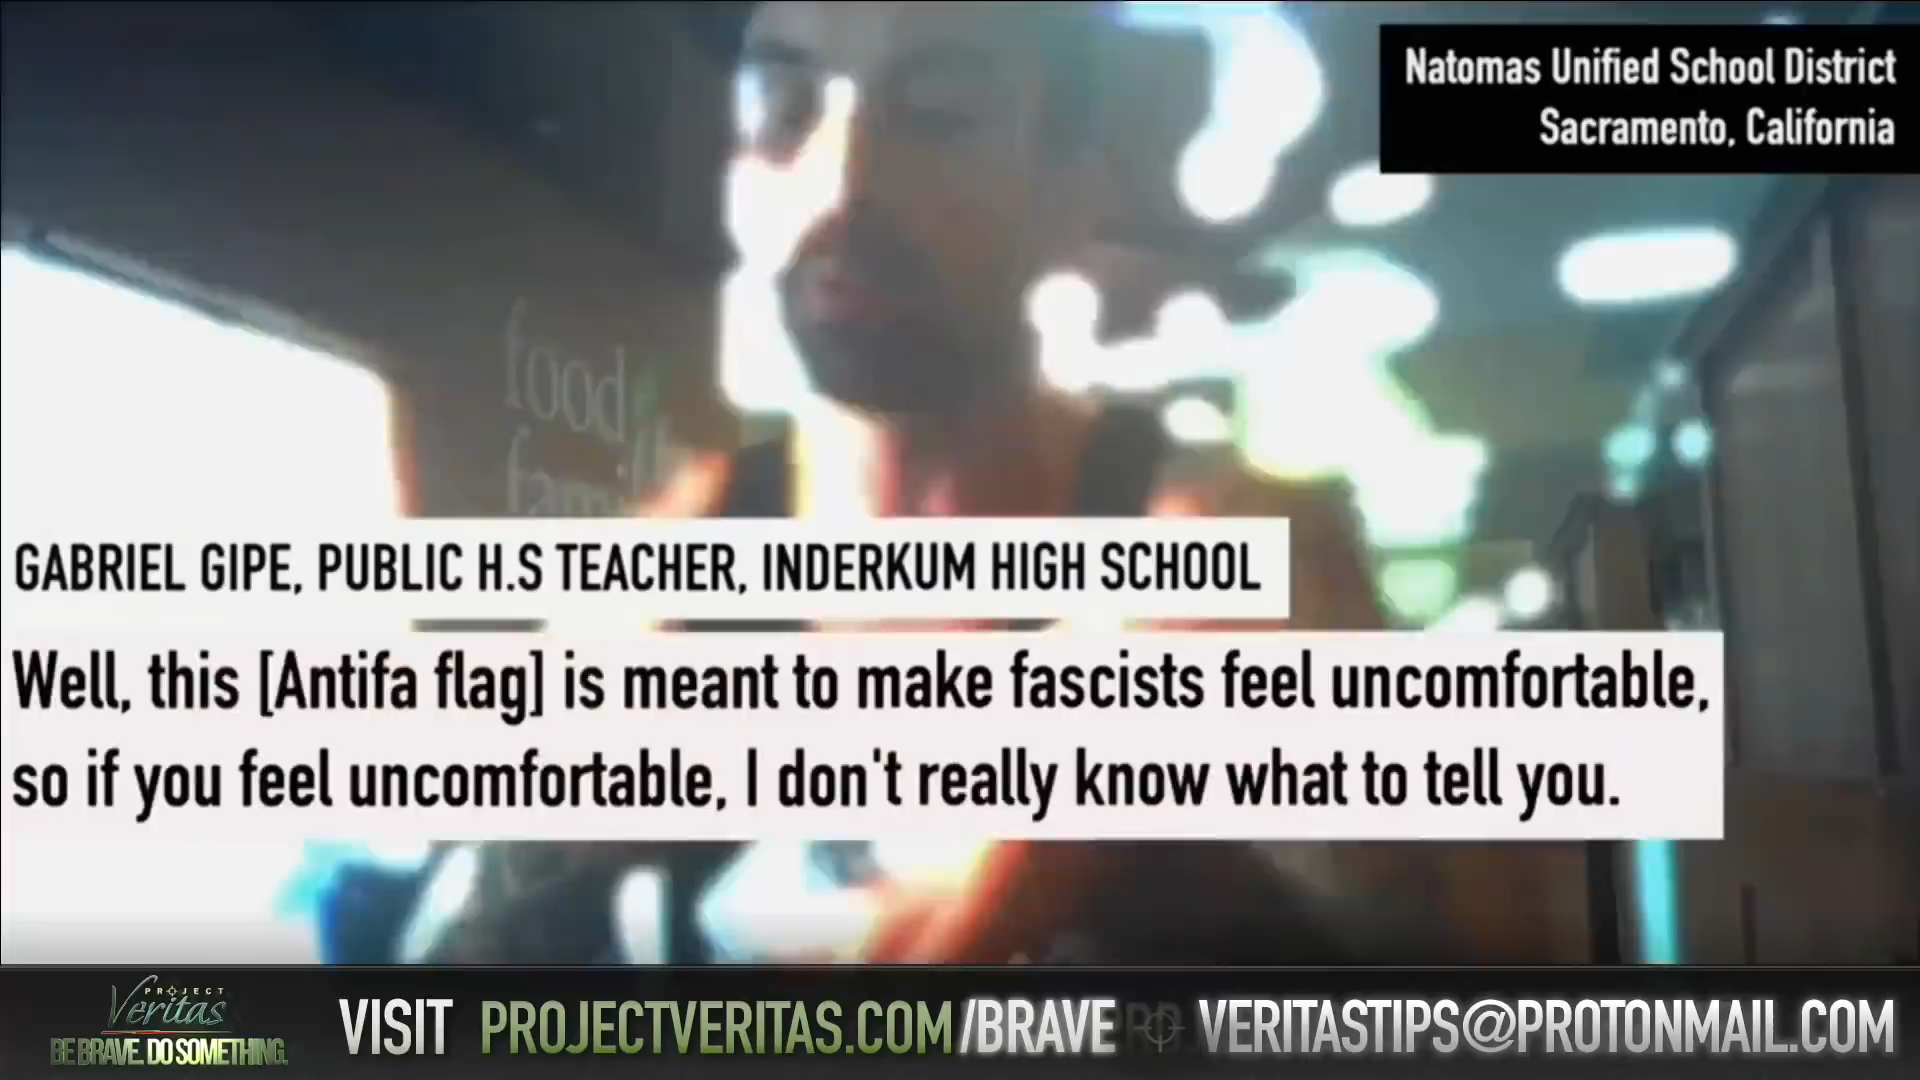 Natomas Unified School District
Sacramento, California
food
GABRIEL GIPE, PUBLIC H.S TEACHER, INDERKUM HIGH SCHOOL
Well, this [Antifa flag] is meant to make fascists feel uncomfortable,
so if you feel uncomfortable, I don't really know what to tell you.
PROJECT
Veritas
BE BRAVE. DO SOMETHING.
VISIT PROJECTVERITAS.COM/BRAVE
VERITASTIPS@PROTONMAIL.COM